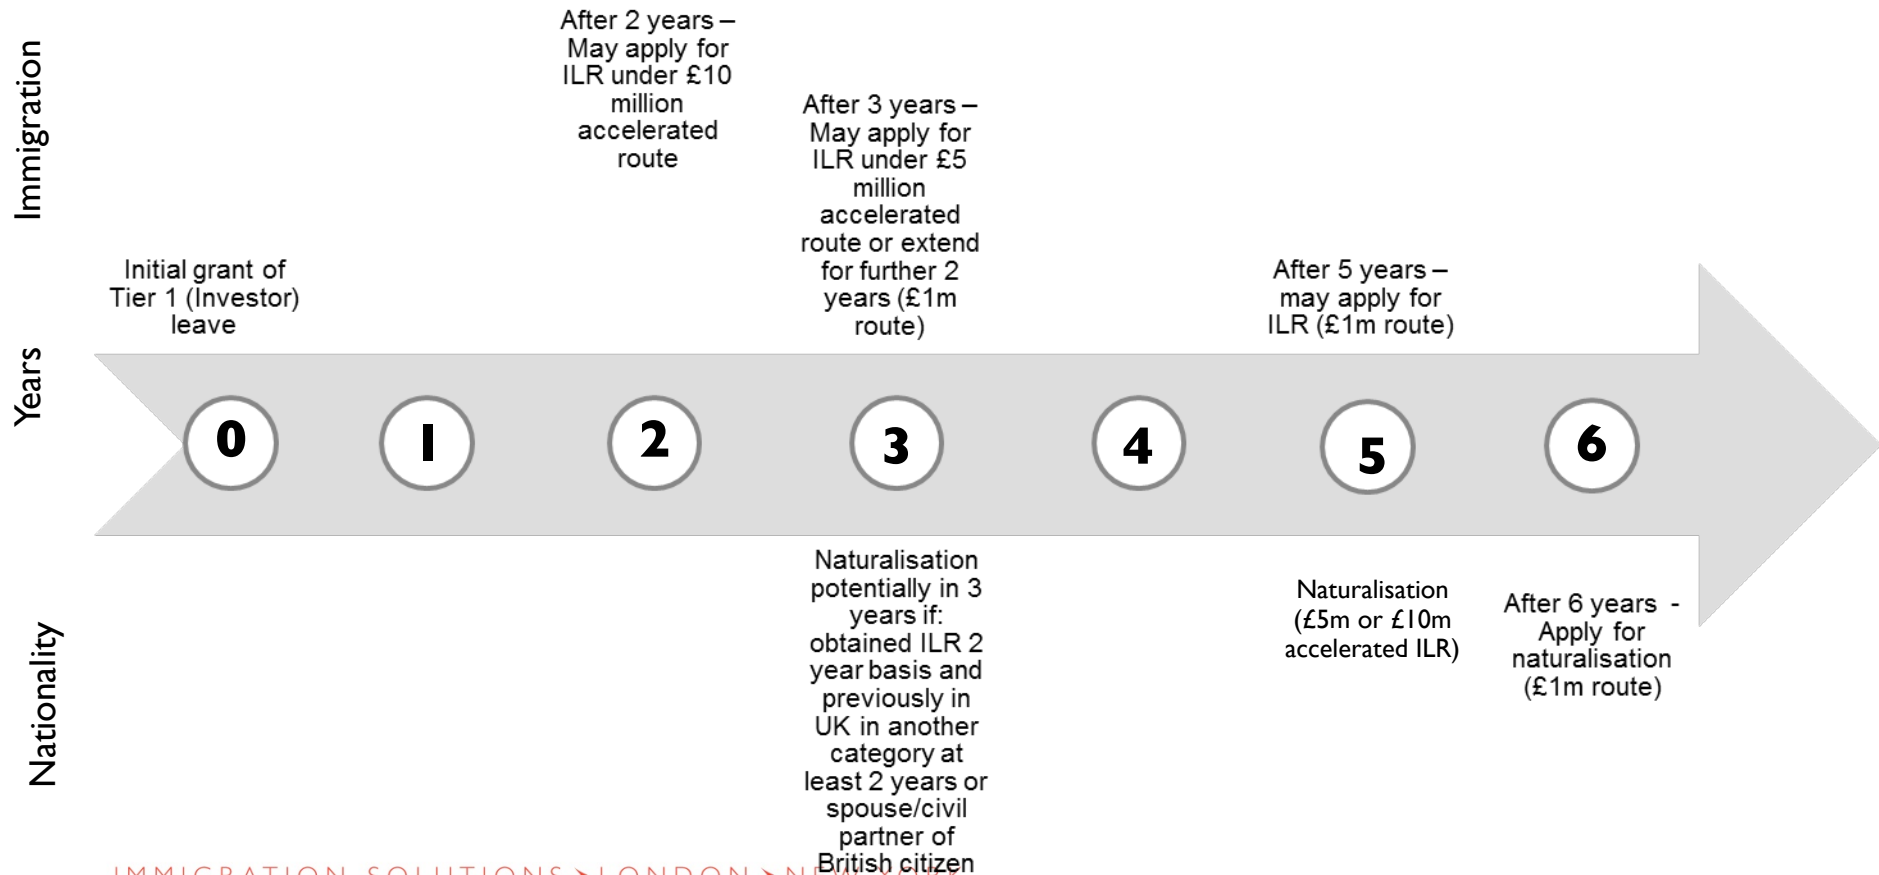 Immigration
After 2 years –
May apply for
ILR under £10
million
accelerated
route
After 3 years –
May apply for
ILR under £5
million
accelerated
route or extend
for further 2
years (£1m
route)
Initial grant of
Tier 1 (Investor)
leave
After 5 years –
may apply for
ILR (£1m route)
Years
0
1
2
3
4
5
6
Nationality
Naturalisation
potentially in 3
years if:
obtained ILR 2
year basis and
previously in
UK in another
category at
least 2 years or
spouse/civil
partner of
British citizen
Naturalisation
(£5m or £10m
accelerated ILR)
After 6 years -
Apply for
naturalisation
(£1m route)
IMMIGRATION SOLUTIONS > LONDON > NEW YORK